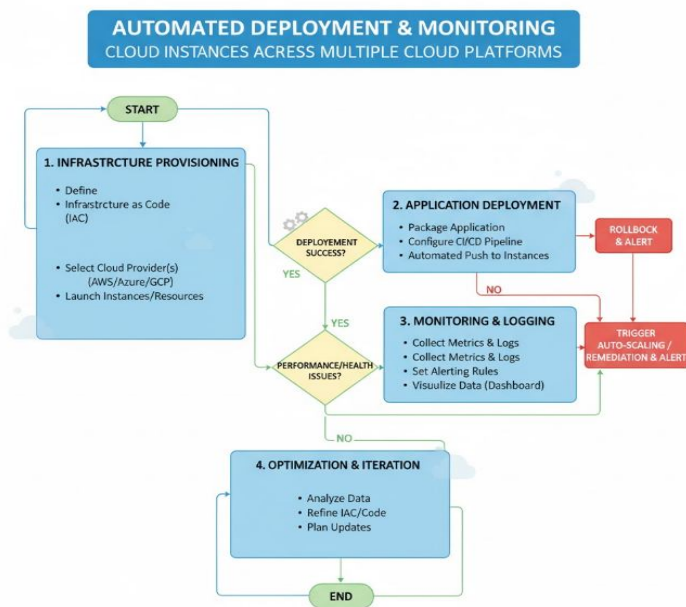 AUTOMATED DEPLOYMENT & MONITORING
CLOUD INSTANCES ACRESS MULTIPLE CLOUD PLATFORMS
START
1. INFRASTRCTURE PROVISIONING
• Define
• Infrastrcture as Code
(IAC)
• Select Cloud Provider(s)
(AWS/Azure/GCP)
• Launch Instances/Resources
DEPLOYEMENT
SUCCESS?
YES
2. APPLICATION DEPLOYMENT
• Package Application
• Configure CI/CD Pipeline
• Automated Push to Instances
ROLLBOCK
& ALERT
NO
YES
3. MONITORING & LOGGING
• Collect Metrics & Logs
• Collect Metrics & Logs
• Set Alerting Rules
• Visuulize Data (Dashboard)
TRIGGER
AUTO-SCALING /
REMEDIATION & ALERT
PERFORMANCE/HEALTH
ISSUES?
NO
4. OPTIMIZATION & ITERATION
• Analyze Data
• Refine IAC/Code
• Plan Updates
END